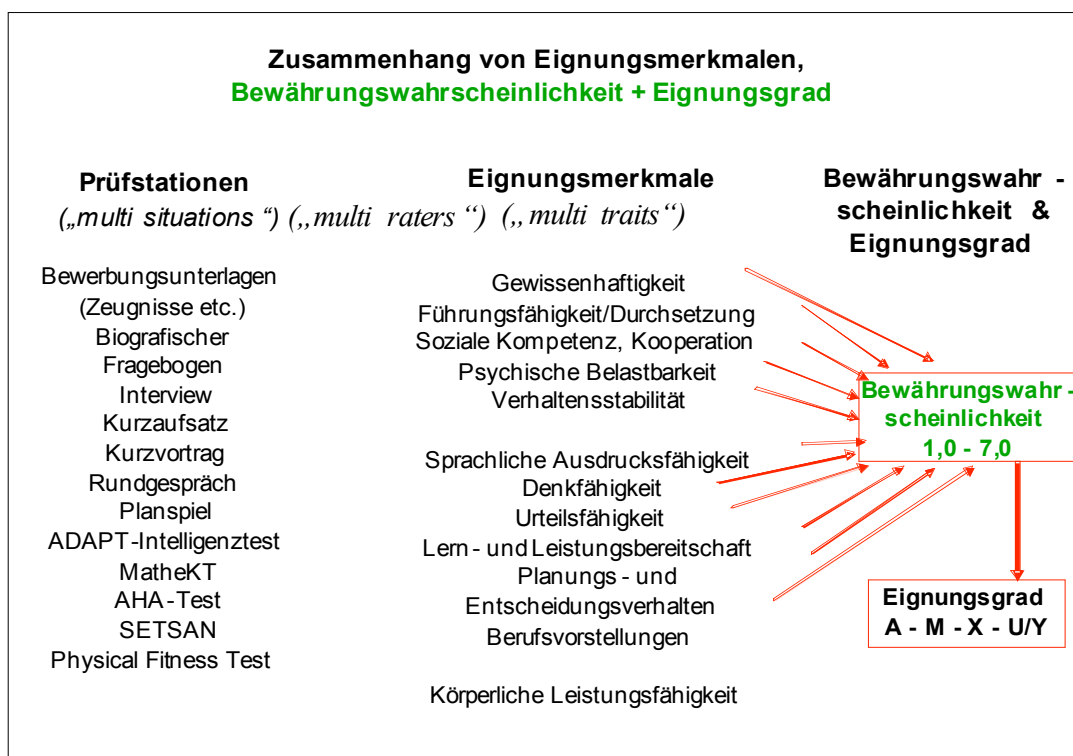 Zusammenhang von Eignungsmerkmalen,
Bewährungswahrscheinlichkeit + Eignungsgrad
Prüfstationen
(„multi situations “) („multi raters “)
Bewerbungsunterlagen
(Zeugnisse etc.)
Biografischer
Fragebogen
Interview
Kurzaufsatz
Kurzvortrag
Rundgespräch
Planspiel
ADAPT-Intelligenztest
MatheKT
AHA-Test
SETSAN
Physical Fitness Test
Eignungsmerkmale
(„multi traits“)
Gewissenhaftigkeit
Führungsfähigkeit/Durchsetzung
Soziale Kompetenz, Kooperation
Psychische Belastbarkeit
Verhaltensstabilität
Sprachliche Ausdrucksfähigkeit
Denkfähigkeit
Urteilsfähigkeit
Lern- und Leistungsbereitschaft
Planungs- und
Entscheidungsverhalten
Berufsvorstellungen
Körperliche Leistungsfähigkeit
Bewährungswahr -
scheinlichkeit &
Eignungsgrad
Bewährungswahr -
scheinlichkeit
1,0 - 7,0
Eignungsgrad
A - M - X - U/Y